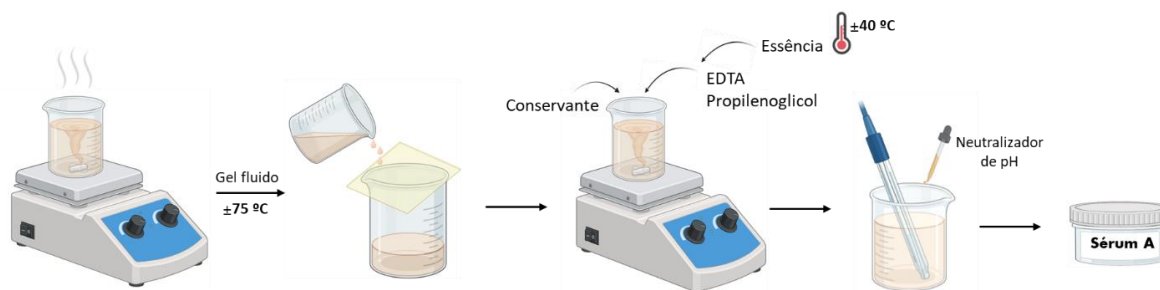 Gel fluido
±75 ºC
Conservante
EDTA
Propilenoglicol
Essência
±40 ºC
Neutralizador
de pH
Sérum A